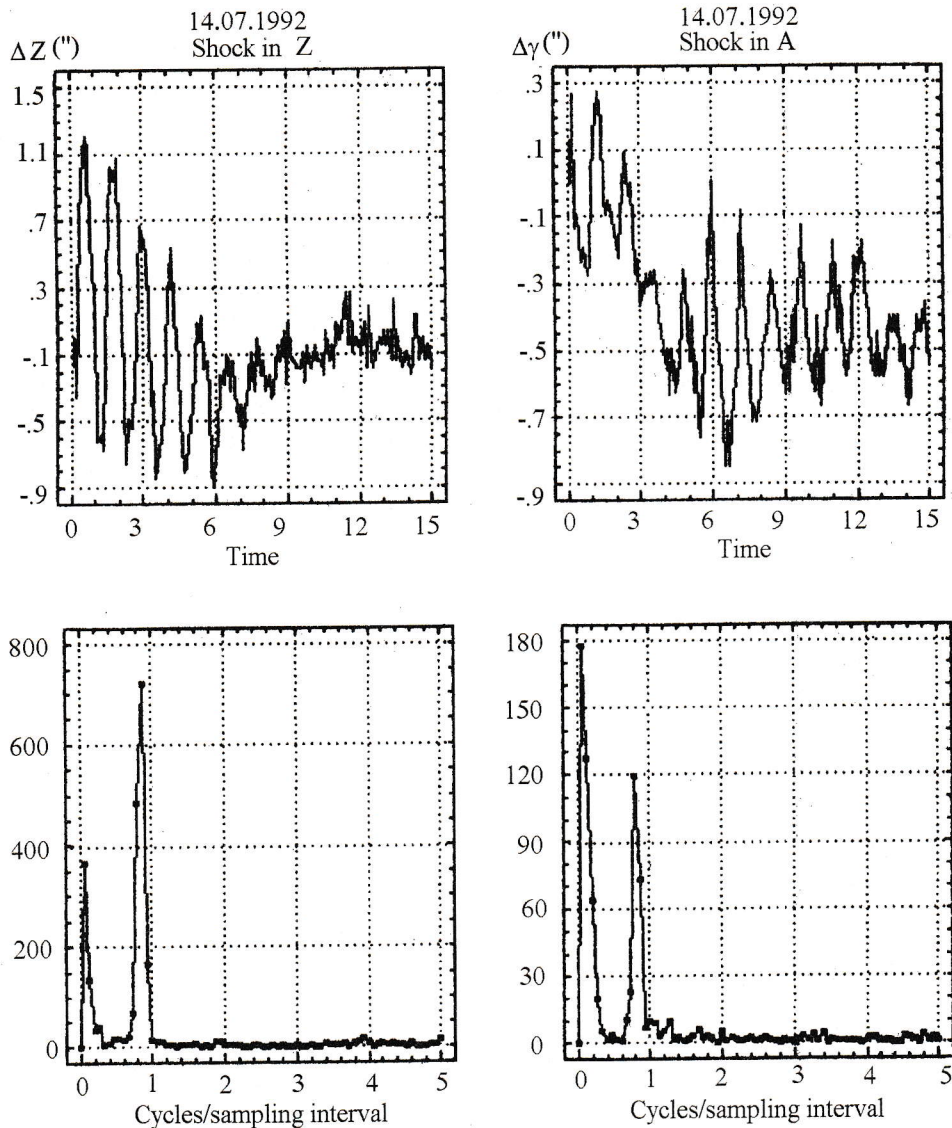 14.07.1992
Shock in Z
ΔZ (")
1.5
1.1
.7
.3
-.1
-.5
-.9
0 3 6 9 12 15
Time
14.07.1992
Shock in A
Δγ (")
.3
.1
-.1
-.3
-.5
-.7
-.9
0 3 6 9 12 15
Time
800
600
400
200
0
0 1 2 3 4 5
Cycles/sampling interval
180
150
120
90
60
30
0
0 1 2 3 4 5
Cycles/sampling interval